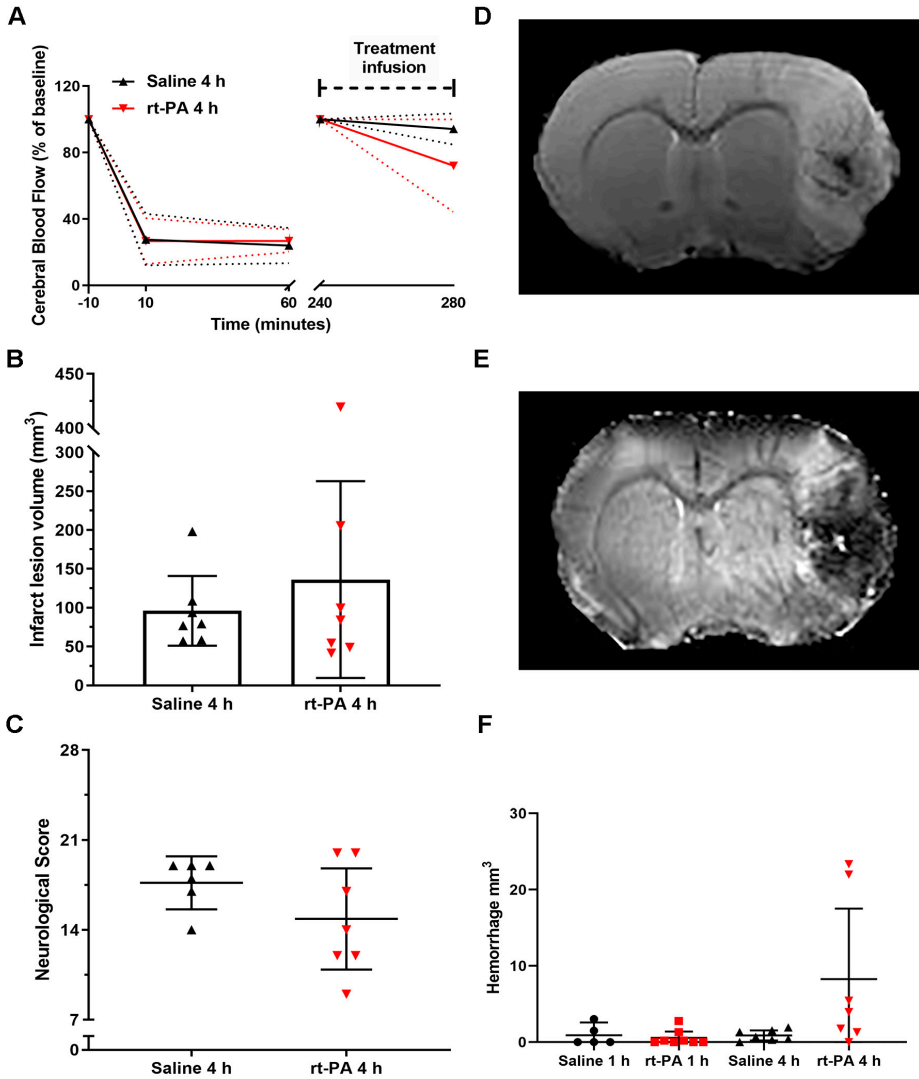 A
Treatment
infusion
Saline 4 h
rt-PA 4 h
Cerebral Blood Flow (% of baseline)
120
80
40
0
-10
10
60
240
280
Time (minutes)
B
Infarct lesion volume (mm3)
450
400
300
250
200
150
100
50
0
Saline 4 h
rt-PA 4 h
C
Neurological Score
28
21
14
7
0
Saline 4 h
rt-PA 4 h
D
E
F
Hemorrhage mm3
30
20
10
0
Saline 1 h
rt-PA 1 h
Saline 4 h
rt-PA 4 h